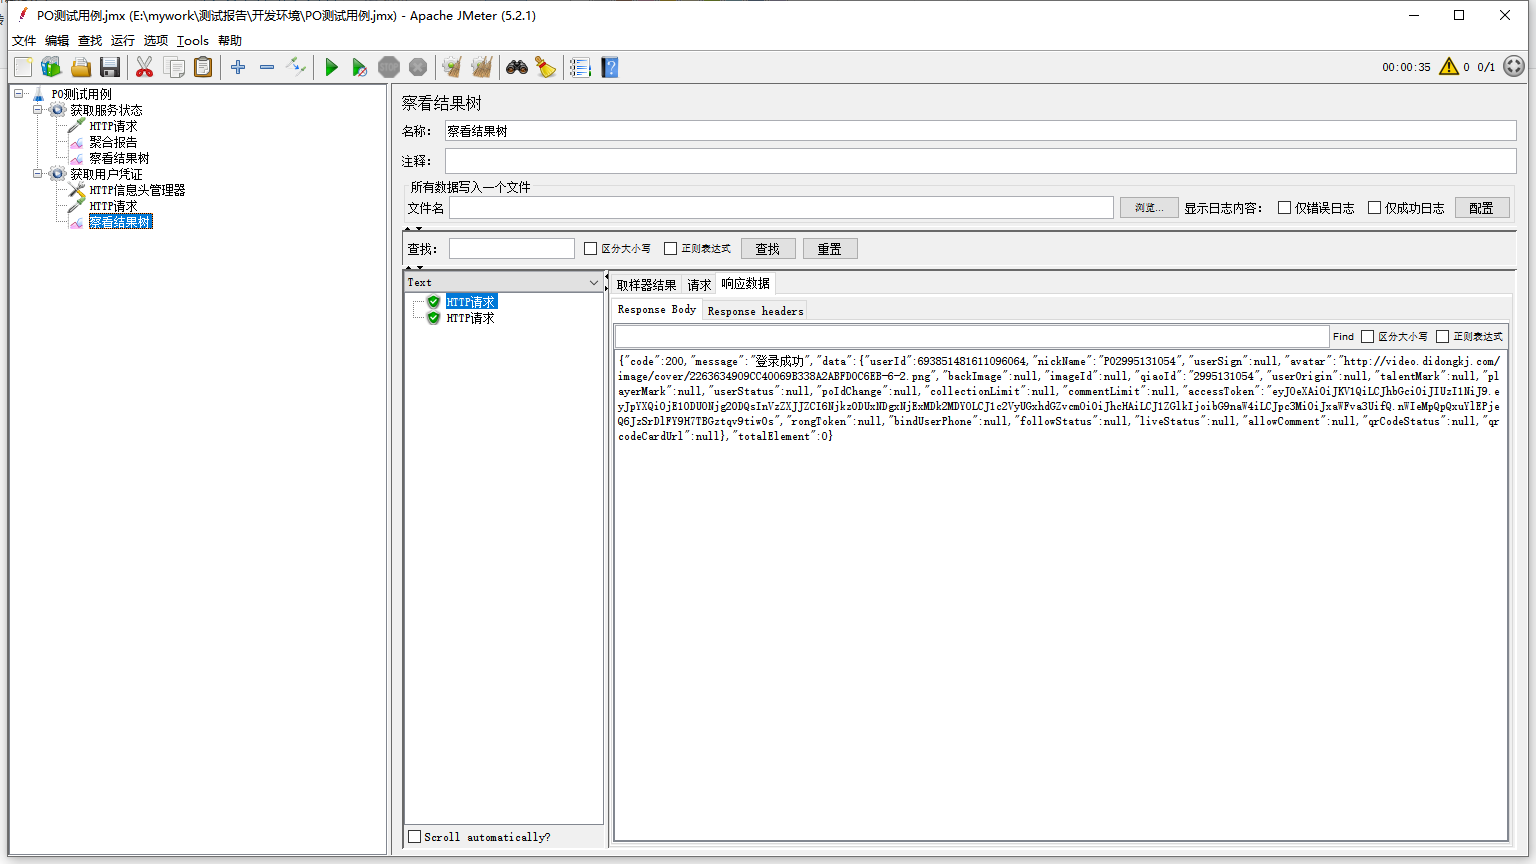 PO测试用例.jmx (E:\mywork\测试报告\开发环境\PO测试用例.jmx) - Apache JMeter (5.2.1)
文件 编辑 查找 运行 选项 Tools 帮助
00:00:35 0 0/1
PO测试用例
获取服务状态
HTTP请求
聚合报告
察看结果树
获取用户凭证
HTTP信息头管理器
HTTP请求
察看结果树
察看结果树
名称： 察看结果树
注释：
所有数据写入一个文件
文件名 浏览... 显示日志内容： 仅错误日志 仅成功日志 配置
查找： 区分大小写 正则表达式 查找 重置
Text
HTTP请求
HTTP请求
Scroll automatically?
取样器结果 请求 响应数据
Response Body Response headers
Find 区分大小写 正则表达式
{"code":200,"message":"登录成功","data":{"userId":693851481611096064,"nickName":"PO2995131054","userSign":null,"avatar":"http://video.didongkj.com/
image/cover/2263634909CC40069B338A2ABFD0C6EB-6-2.png","backImage":null,"imageId":null,"qiaoId":"2995131054","userOrigin":null,"talentMark":null,"pl
ayerMark":null,"userStatus":null,"poIdChange":null,"collectionLimit":null,"commentLimit":null,"accessToken":"eyJ0eXAiOiJKV1QiLCJhbGciOiJIUzI1NiJ9.e
Q6JzSrDlFY9H7TBGztqv9tiw0s","rongToken":null,"bindUserPhone":null,"followStatus":null,"liveStatus":null,"allowComment":null,"qrCodeStatus":null,"qr
codeCardUrl":null},"totalElement":0}